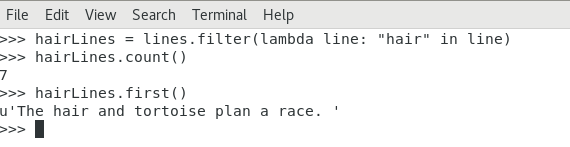 File Edit View Search Terminal Help
>>> hairLines = lines.filter(lambda line: "hair" in line)
>>> hairLines.count()
7
>>> hairLines.first()
u'The hair and tortoise plan a race. '
>>>